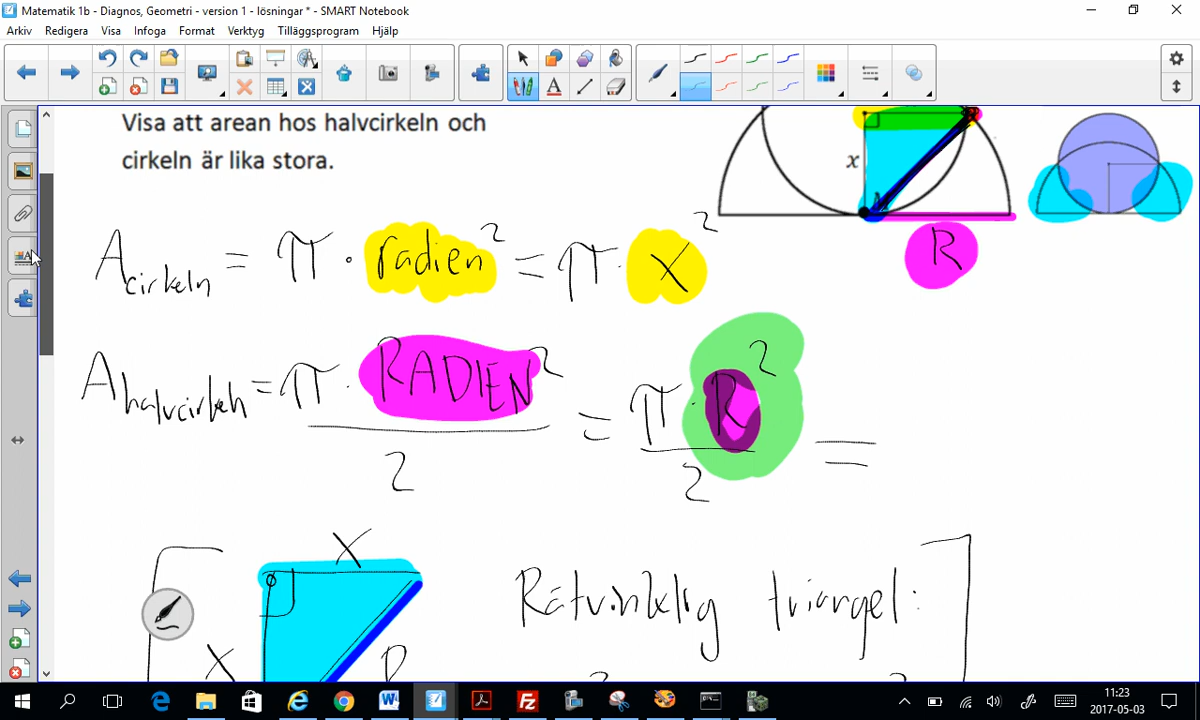 Matematik 1b - Diagnos, Geometri - version 1 - lösningar * - SMART Notebook
Arkiv Redigera Visa Infoga Format Verktyg Tilläggsprogram Hjälp
Visa att arean hos halvcirkeln och
cirkeln är lika stora.
x
R
A cirkeln = π · radien² = π · x²
A halvcirkeln = π · RADIEN² / 2 = π · R² / 2 =
x
Rätvinklig triangel:
x R
11:23
2017-05-03